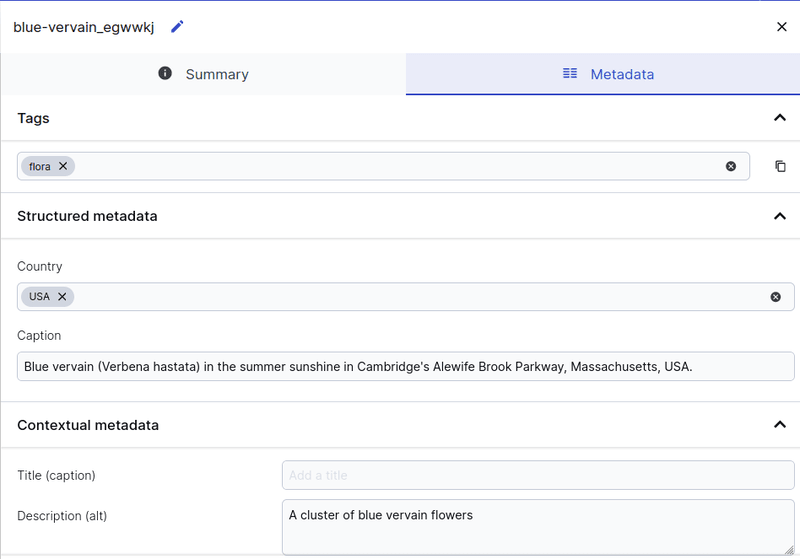 blue-vervain_egwwkj
Summary
Metadata
Tags
flora
Structured metadata
Country
USA
Caption
Blue vervain (Verbena hastata) in the summer sunshine in Cambridge's Alewife Brook Parkway, Massachusetts, USA.
Contextual metadata
Title (caption)
Add a title
Description (alt)
A cluster of blue vervain flowers